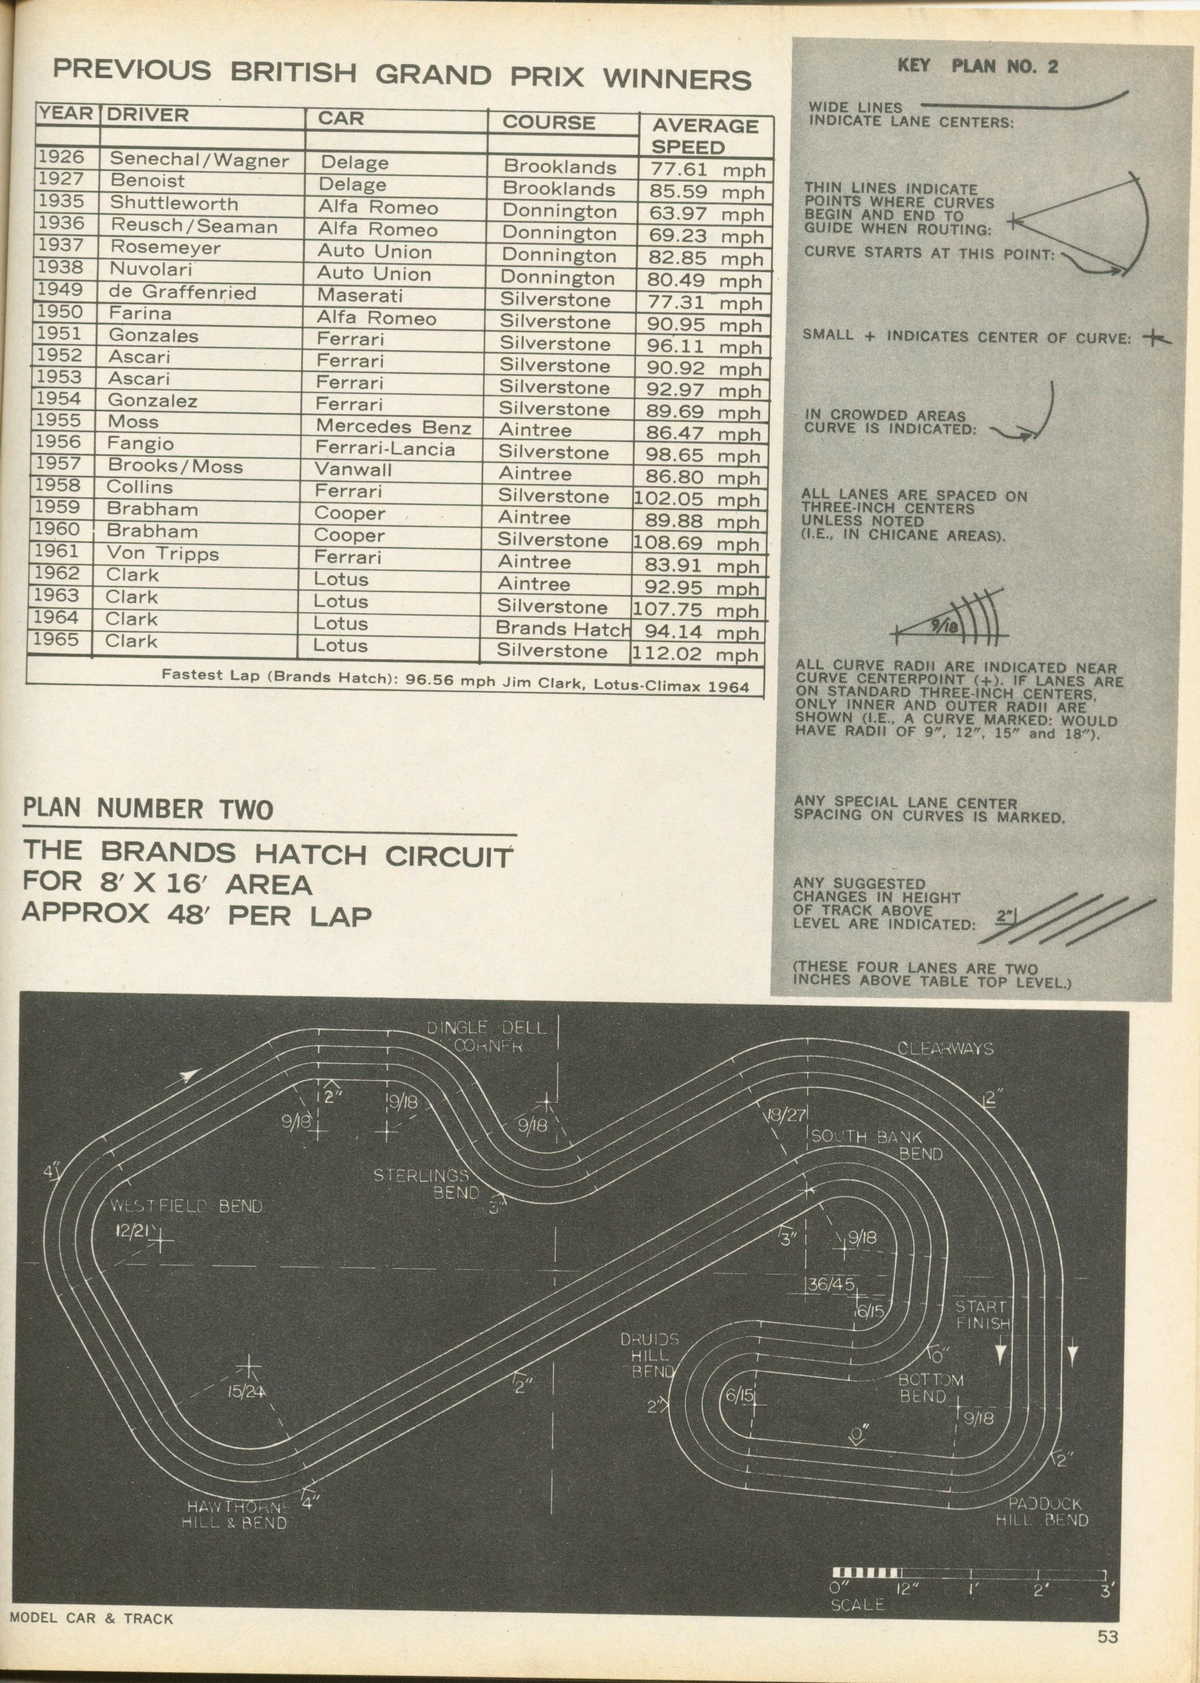 PREVIOUS BRITISH GRAND PRIX WINNERS
YEAR DRIVER CAR COURSE AVERAGE SPEED
1926 Senechal/Wagner Delage Brooklands 77.61 mph
1927 Benoist Delage Brooklands 85.59 mph
1935 Shuttleworth Alfa Romeo Donnington 63.97 mph
1936 Reusch/Seaman Alfa Romeo Donnington 69.23 mph
1937 Rosemeyer Auto Union Donnington 82.85 mph
1938 Nuvolari Auto Union Donnington 80.49 mph
1949 de Graffenried Maserati Silverstone 77.31 mph
1950 Farina Alfa Romeo Silverstone 90.95 mph
1951 Gonzales Ferrari Silverstone 96.11 mph
1952 Ascari Ferrari Silverstone 90.92 mph
1953 Ascari Ferrari Silverstone 92.97 mph
1954 Gonzalez Ferrari Silverstone 89.69 mph
1955 Moss Mercedes Benz Aintree 86.47 mph
1956 Fangio Ferrari-Lancia Silverstone 98.65 mph
1957 Brooks/Moss Vanwall Aintree 86.80 mph
1958 Collins Ferrari Silverstone 102.05 mph
1959 Brabham Cooper Aintree 89.88 mph
1960 Brabham Cooper Silverstone 108.69 mph
1961 Von Tripps Ferrari Aintree 83.91 mph
1962 Clark Lotus Aintree 92.95 mph
1963 Clark Lotus Silverstone 107.75 mph
1964 Clark Lotus Brands Hatch 94.14 mph
1965 Clark Lotus Silverstone 112.02 mph
Fastest Lap (Brands Hatch): 96.56 mph Jim Clark, Lotus-Climax 1964
KEY PLAN NO. 2
WIDE LINES
INDICATE LANE CENTERS:
THIN LINES INDICATE
POINTS WHERE CURVES
BEGIN AND END TO
GUIDE WHEN ROUTING:
CURVE STARTS AT THIS POINT:
SMALL + INDICATES CENTER OF CURVE:
IN CROWDED AREAS
CURVE IS INDICATED:
ALL LANES ARE SPACED ON
THREE-INCH CENTERS
UNLESS NOTED
(I.E., IN CHICANE AREAS).
9/18
ALL CURVE RADII ARE INDICATED NEAR
CURVE CENTERPOINT (+). IF LANES ARE
ON STANDARD THREE-INCH CENTERS,
ONLY INNER AND OUTER RADII ARE
SHOWN (I.E., A CURVE MARKED: WOULD
HAVE RADII OF 9", 12", 15" and 18").
ANY SPECIAL LANE CENTER
SPACING ON CURVES IS MARKED.
ANY SUGGESTED
CHANGES IN HEIGHT
OF TRACK ABOVE
LEVEL ARE INDICATED:
2"
(THESE FOUR LANES ARE TWO
INCHES ABOVE TABLE TOP LEVEL.)
PLAN NUMBER TWO
THE BRANDS HATCH CIRCUIT
FOR 8' X 16' AREA
APPROX 48' PER LAP
DINGLE DELL
CORNER
CLEARWAYS
2"
9/18
2"
9/18
9/18
18/27
SOUTH BANK
BEND
4"
STERLINGS
BEND
3"
WESTFIELD BEND
12/21
3"
9/18
36/45
6/15
START
FINISH
DRUIDS
HILL
BEND
2"
15/24
2"
0"
BOTTOM
BEND
6/15
9/18
0"
2"
HAWTHORNE
HILL & BEND
4"
PADDOCK
HILL BEND
0" 12" 1' 2' 3'
SCALE
MODEL CAR & TRACK
53